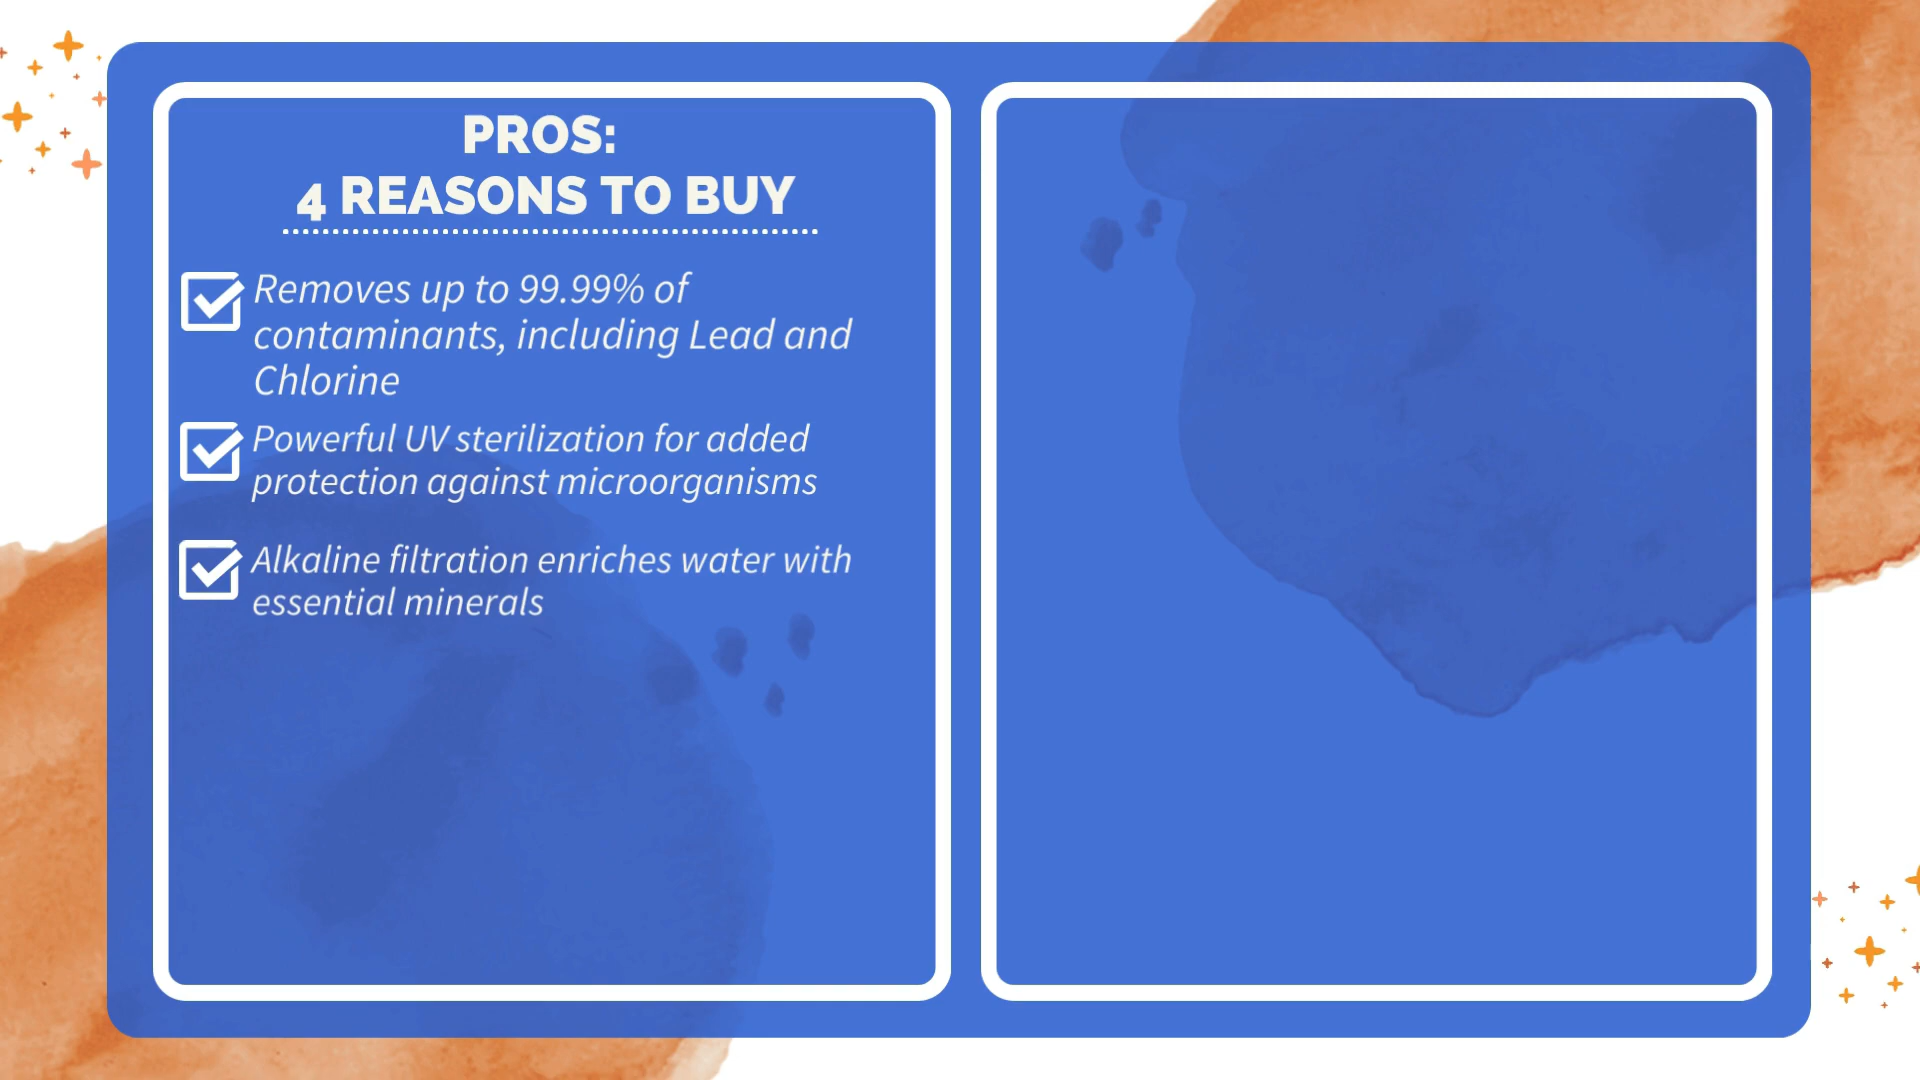 PROS:
4 REASONS TO BUY
Removes up to 99.99% of
contaminants, including Lead and
Chlorine
Powerful UV sterilization for added
protection against microorganisms
Alkaline filtration enriches water with
essential minerals